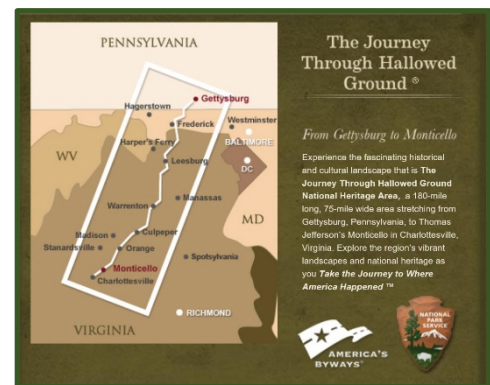 PENNSYLVANIA
Gettysburg
Hagerstown
Frederick
Westminster
Harper's Ferry
BALTIMORE
WV
Leesburg
DC
Manassas
Warrenton
MD
Culpeper
Madison
Stanardsville
Orange
Spotsylvania
Monticello
Charlottesville
RICHMOND
VIRGINIA
The Journey
Through Hallowed
Ground ®
From Gettysburg to Monticello
Experience the fascinating historical
and cultural landscape that is The
Journey Through Hallowed Ground
National Heritage Area, a 180-mile
long, 75-mile wide area stretching from
Gettysburg, Pennsylvania, to Thomas
Jefferson's Monticello in Charlottesville,
Virginia. Explore the region's vibrant
landscapes and national heritage as
you Take the Journey to Where
America Happened ™
AMERICA'S
BYWAYS®
NATIONAL
PARK
SERVICE